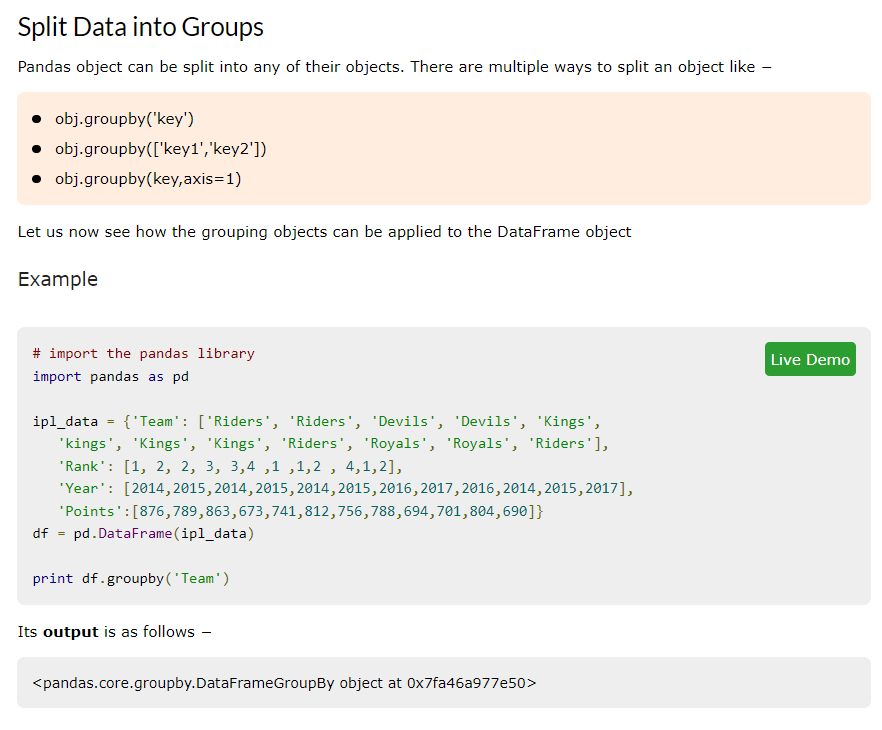 Split Data into Groups
Pandas object can be split into any of their objects. There are multiple ways to split an object like −
obj.groupby('key')
obj.groupby(['key1','key2'])
obj.groupby(key,axis=1)
Let us now see how the grouping objects can be applied to the DataFrame object
Example
# import the pandas library
Live Demo
import pandas as pd
ipl_data = {'Team': ['Riders', 'Riders', 'Devils', 'Devils', 'Kings',
'kings', 'Kings', 'Kings', 'Riders', 'Royals', 'Royals', 'Riders'],
'Rank': [1, 2, 2, 3, 3,4 ,1 ,1,2 , 4,1,2],
'Year': [2014,2015,2014,2015,2014,2015,2016,2017,2016,2014,2015,2017],
'Points':[876,789,863,673,741,812,756,788,694,701,804,690]}
df = pd.DataFrame(ipl_data)
print df.groupby('Team')
Its output is as follows −
<pandas.core.groupby.DataFrameGroupBy object at 0x7fa46a977e50>